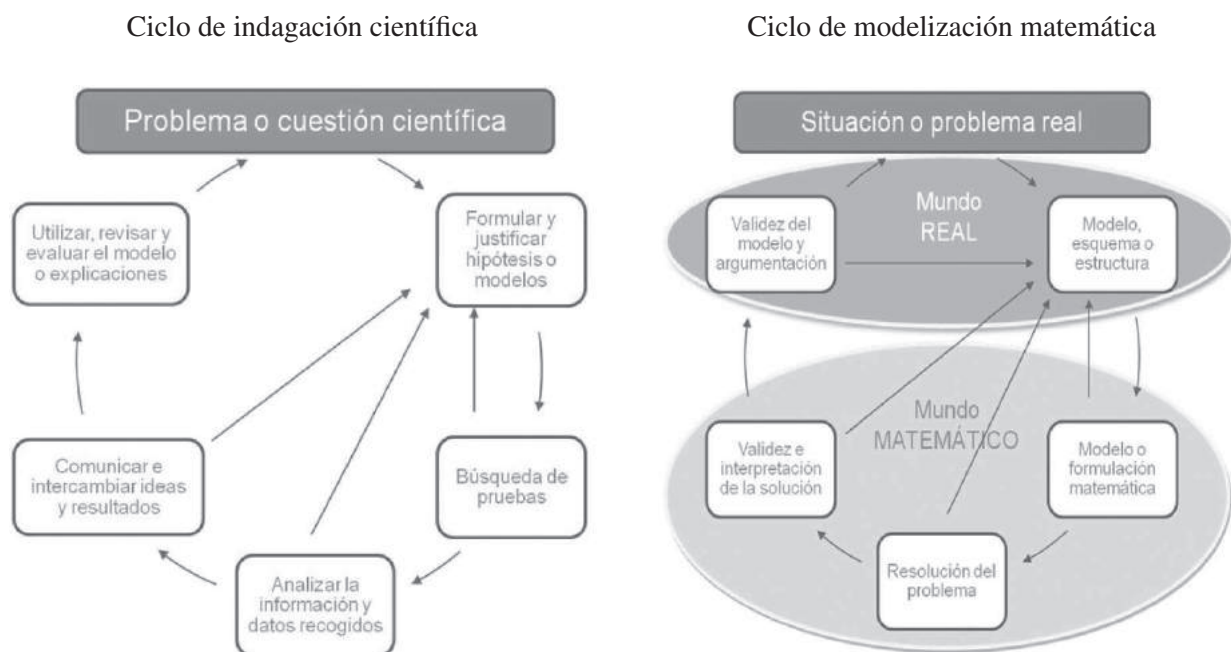 Ciclo de indagación científica
Problema o cuestión científica
Utilizar, revisar y
evaluar el modelo
o explicaciones
Formular y
justificar
hipótesis o
modelos
Comunicar e
intercambiar ideas
y resultados
Búsqueda de
pruebas
Analizar la
información y
datos recogidos
Ciclo de modelización matemática
Situación o problema real
Mundo
REAL
Validez del
modelo y
argumentación
Modelo,
esquema o
estructura
Mundo
MATEMÁTICO
Validez e
interpretación
de la solución
Modelo o
formulación
matemática
Resolución del
problema